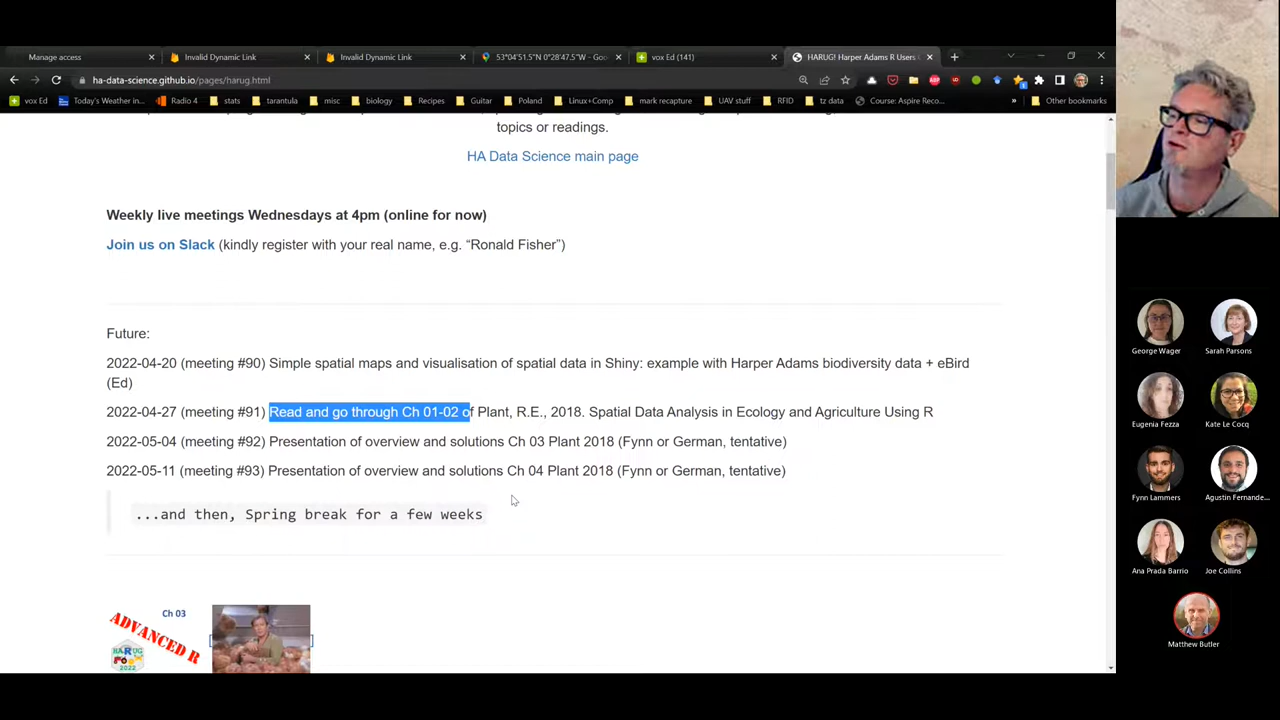 Manage access
Invalid Dynamic Link
Invalid Dynamic Link
53°04'51.5"N 0°28'47.5"W - Goo
vox Ed (141)
HARUG! Harper Adams R Users
ha-data-science.github.io/pages/harug.html
vox Ed
Today's Weather in...
Radio 4
stats
tarantula
misc
biology
Recipes
Guitar
Poland
Linux+Comp
mark recapture
UAV stuff
RFID
tz data
Course: Aspire Reco...
»
Other bookmarks
topics or readings.
HA Data Science main page
Weekly live meetings Wednesdays at 4pm (online for now)
Join us on Slack (kindly register with your real name, e.g. “Ronald Fisher”)
Future:
2022-04-20 (meeting #90) Simple spatial maps and visualisation of spatial data in Shiny: example with Harper Adams biodiversity data + eBird
(Ed)
2022-04-27 (meeting #91) Read and go through Ch 01-02 of Plant, R.E., 2018. Spatial Data Analysis in Ecology and Agriculture Using R
2022-05-04 (meeting #92) Presentation of overview and solutions Ch 03 Plant 2018 (Fynn or German, tentative)
2022-05-11 (meeting #93) Presentation of overview and solutions Ch 04 Plant 2018 (Fynn or German, tentative)
...and then, Spring break for a few weeks
Ch 03
ADVANCED R
HARUG
2022
George Wager
Sarah Parsons
Eugenia Fezza
Kate Le Cocq
Fynn Lammers
Agustin Fernande...
Ana Prada Barrio
Joe Collins
Matthew Butler